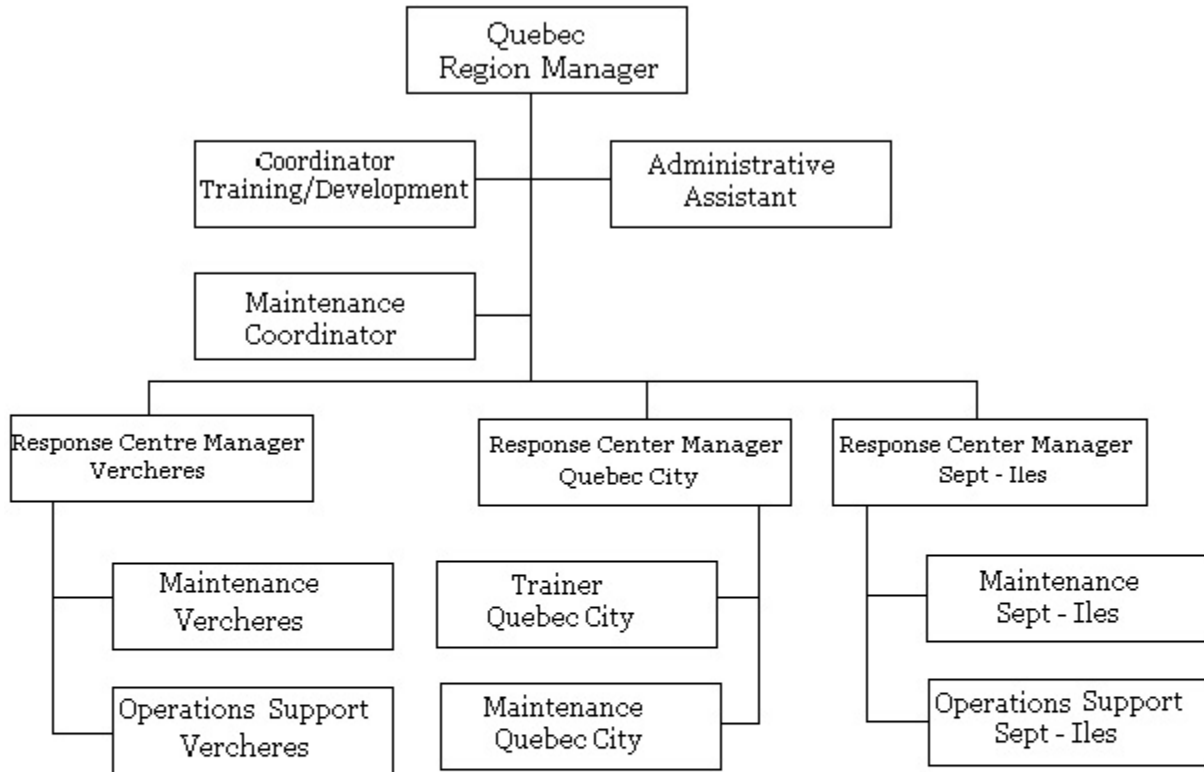 Quebec
Region Manager
Coordinator
Training/Development
Administrative
Assistant
Maintenance
Coordinator
Response Centre Manager
Vercheres
Response Center Manager
Quebec City
Response Center Manager
Sept - Iles
Maintenance
Vercheres
Trainer
Quebec City
Maintenance
Sept - Iles
Operations Support
Vercheres
Maintenance
Quebec City
Operations Support
Sept - Iles